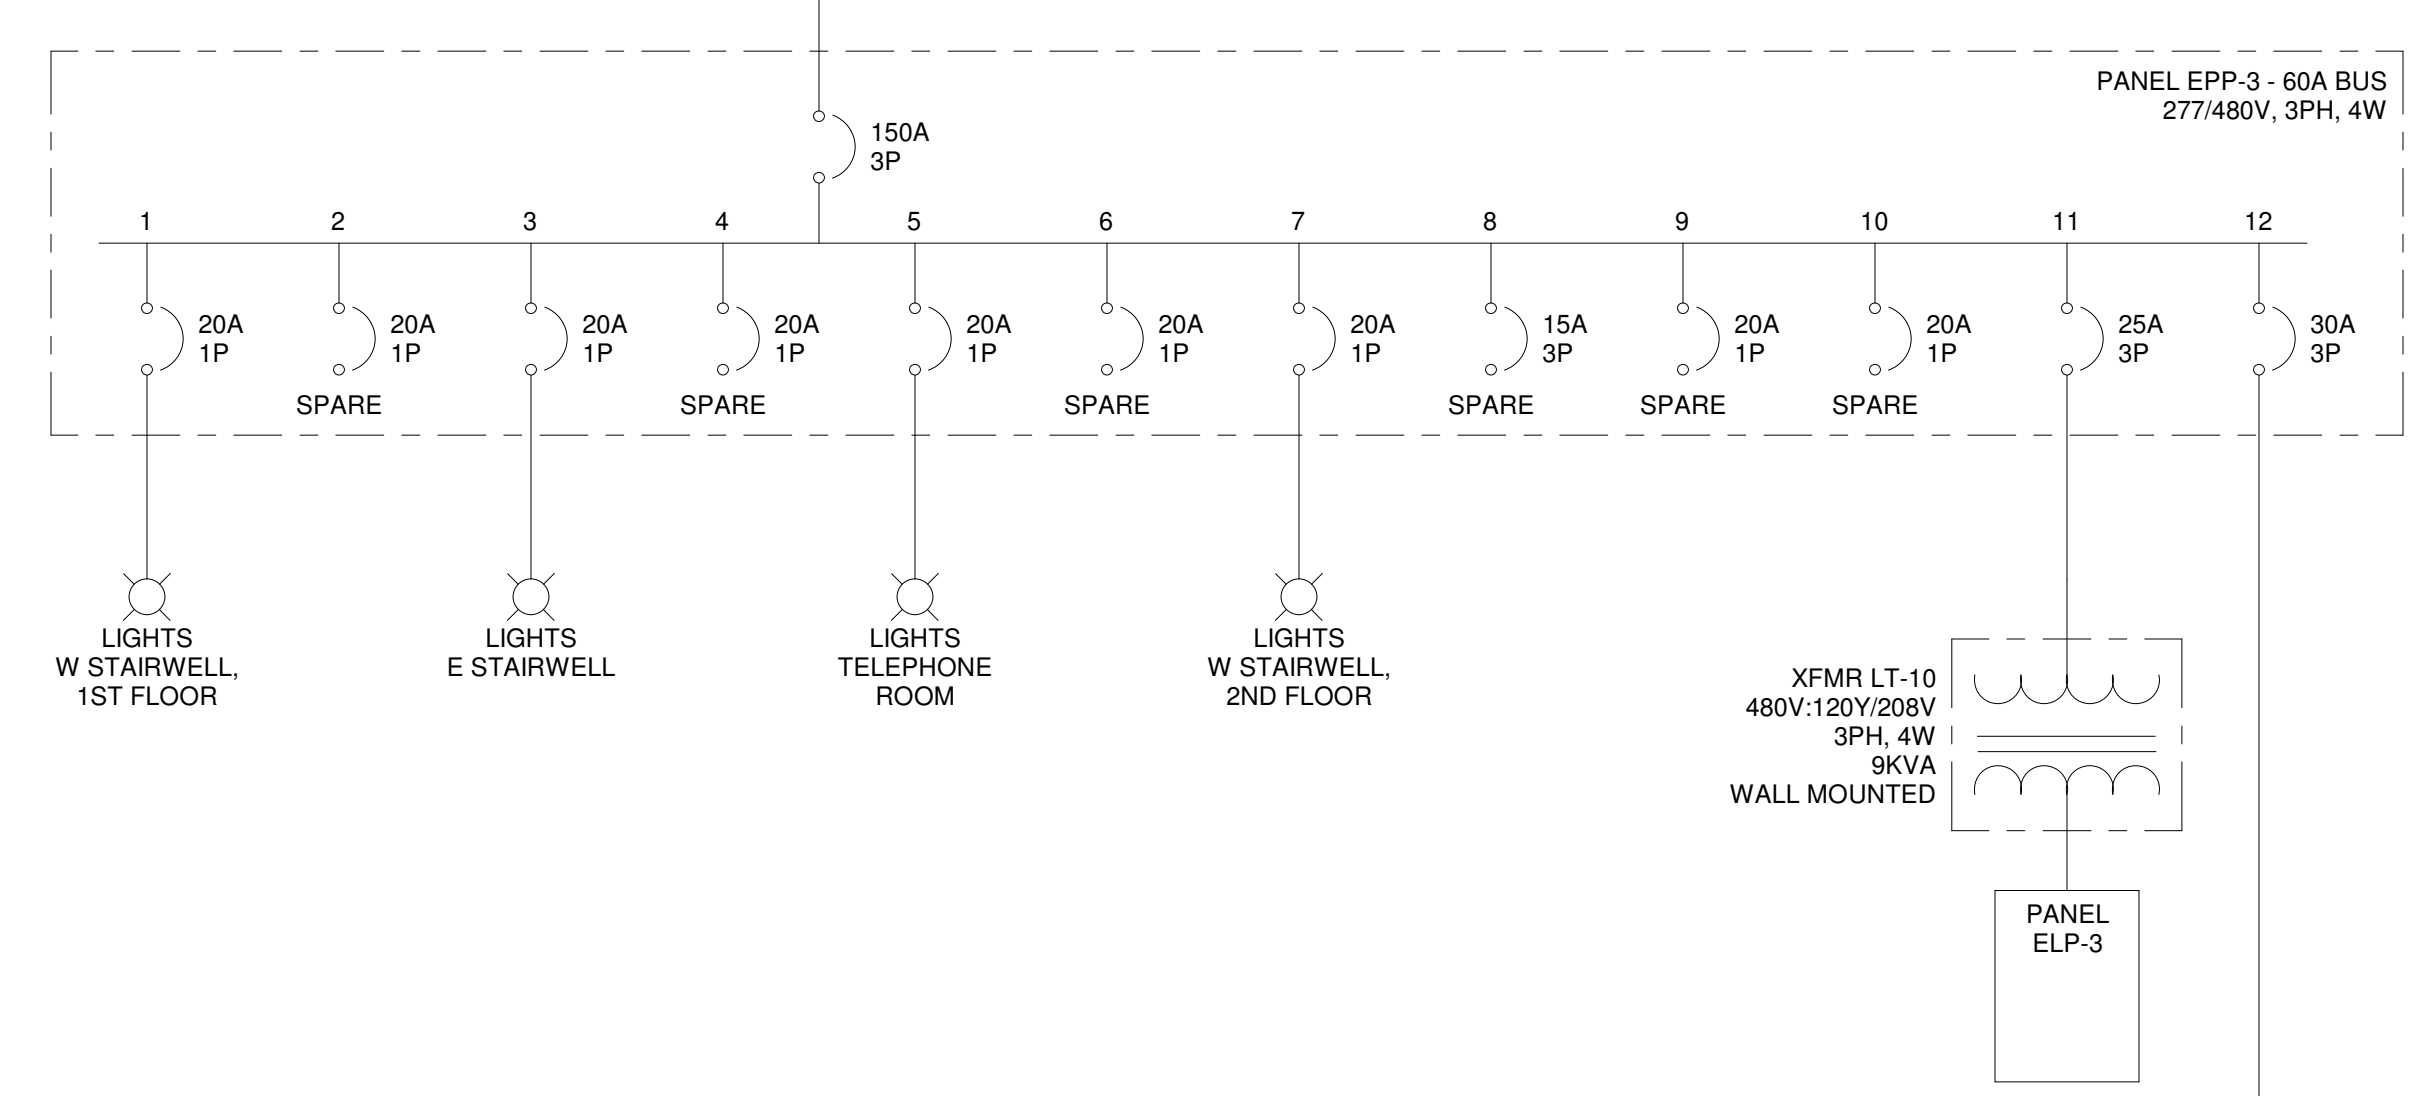 PANEL EPP-3 - 60A BUS
277/480V, 3PH, 4W
150A
3P
1
2
3
4
5
6
7
8
9
10
11
12
20A
1P
20A
1P
20A
1P
20A
1P
20A
1P
20A
1P
20A
1P
15A
3P
20A
1P
20A
1P
25A
3P
30A
3P
SPARE
SPARE
SPARE
SPARE
SPARE
SPARE
LIGHTS
W STAIRWELL,
1ST FLOOR
LIGHTS
E STAIRWELL
LIGHTS
TELEPHONE
ROOM
LIGHTS
W STAIRWELL,
2ND FLOOR
XFMR LT-10
480V:120Y/208V
3PH, 4W
9KVA
WALL MOUNTED
PANEL
ELP-3